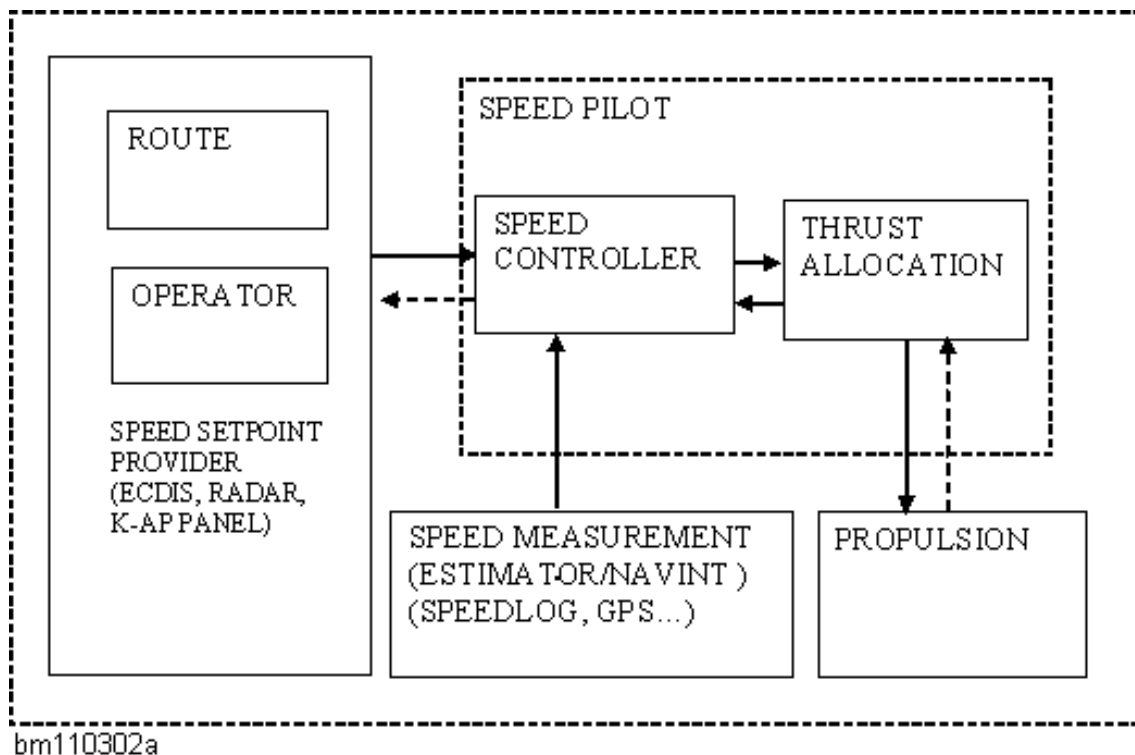 ROUTE
OPERATOR
SPEED SETPOINT
PROVIDER
(ECDIS, RADAR,
K-AP PANEL)
SPEED PILOT
SPEED
CONTROLLER
THRUST
ALLOCATION
SPEED MEASUREMENT
(ESTIMATOR/NAVINT )
(SPEEDLOG, GPS...)
PROPULSION
bm110302a